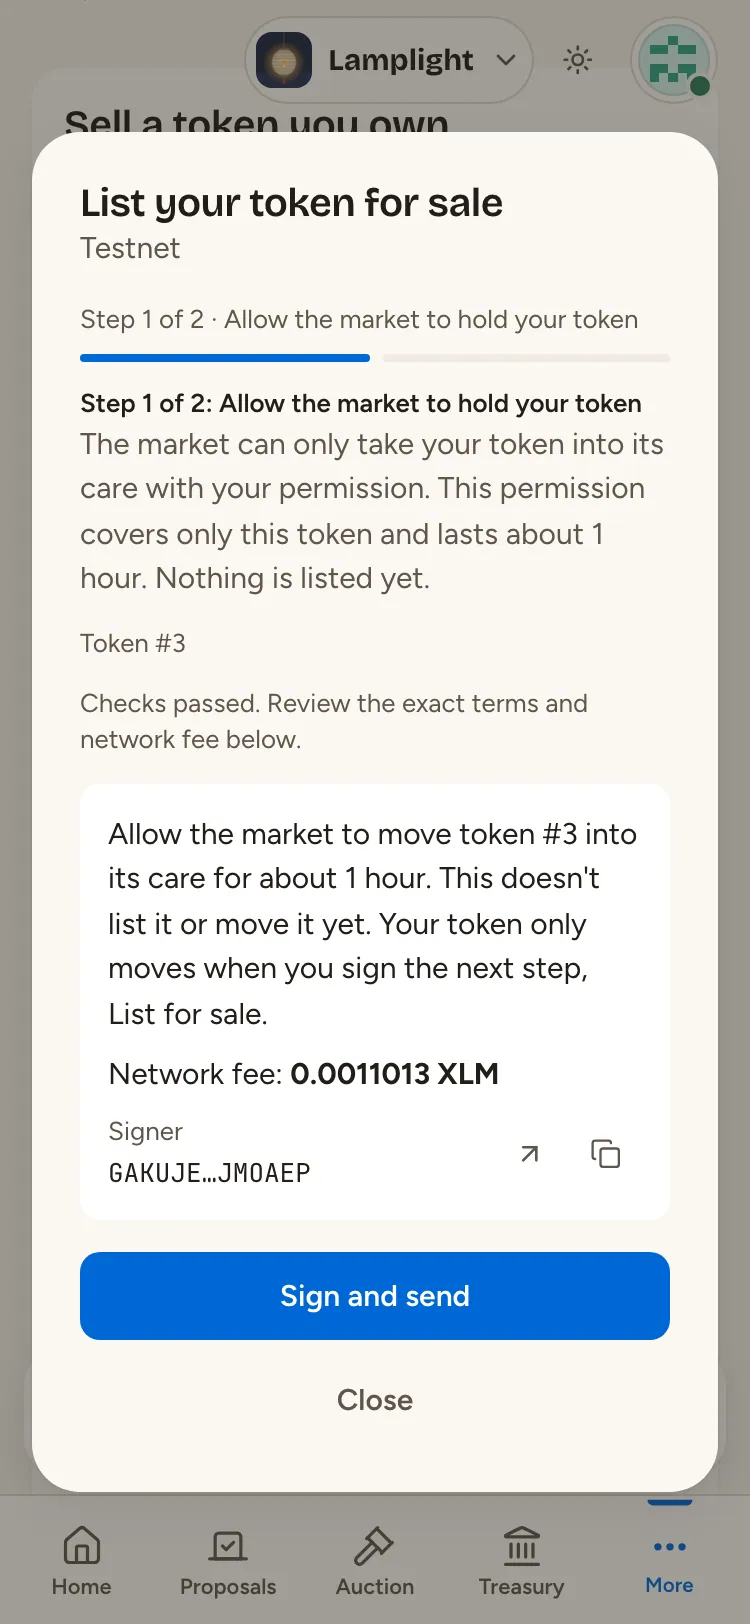 Lamplight
Sell a token you own
List your token for sale
Testnet
Step 1 of 2 · Allow the market to hold your token
Step 1 of 2: Allow the market to hold your token
The market can only take your token into its
care with your permission. This permission
covers only this token and lasts about 1
hour. Nothing is listed yet.
Token #3
Checks passed. Review the exact terms and
network fee below.
Allow the market to move token #3 into
its care for about 1 hour. This doesn't
list it or move it yet. Your token only
moves when you sign the next step,
List for sale.
Network fee: 0.0011013 XLM
Signer
GAKUJE…JMOAEP
Sign and send
Close
Home
Proposals
Auction
Treasury
More